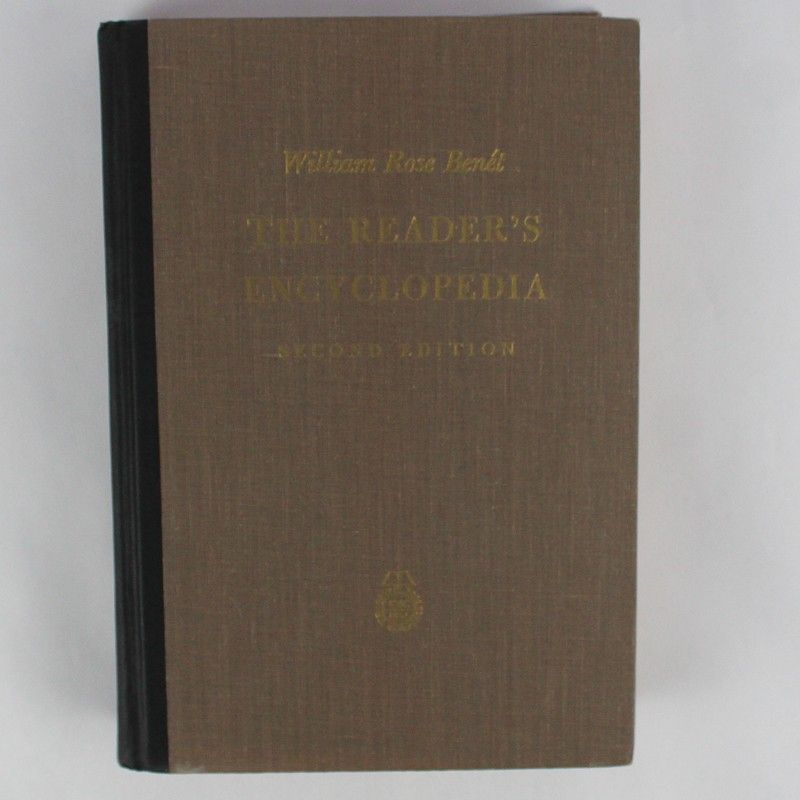 William Rose Benét
THE READER'S
ENCYCLOPEDIA
SECOND EDITION